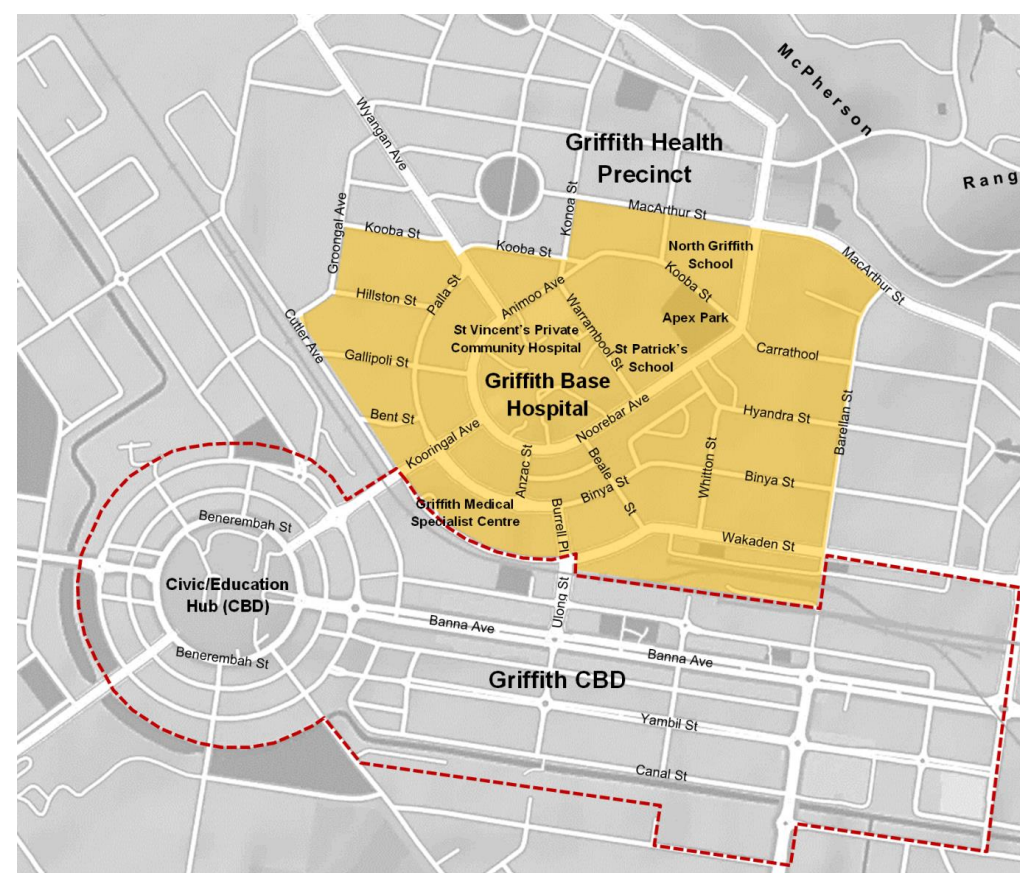 McPherson
Rang
Griffith Health
Precinct
Wyangan Ave
Konoa St
MacArthur St
Groongal Ave
Kooba St
Kooba St
North Griffith
School
Kooba St
MacArthur St
Palla St
Animoo Ave
Hillston St
Warrambool St
Apex Park
Cutler Ave
St Vincent's Private
Community Hospital
St Patrick's
School
Carrathool
Gallipoli St
Griffith Base
Hospital
Barellan St
Bent St
Noorebar Ave
Hyandra St
Kooringal Ave
Whitton St
Anzac St
Beale St
Binya St
Binya St
Griffith Medical
Specialist Centre
Burrell Pl
Wakaden St
Benerembah St
Civic/Education
Hub (CBD)
Ulong St
Banna Ave
Benerembah St
Banna Ave
Griffith CBD
Yambil St
Canal St